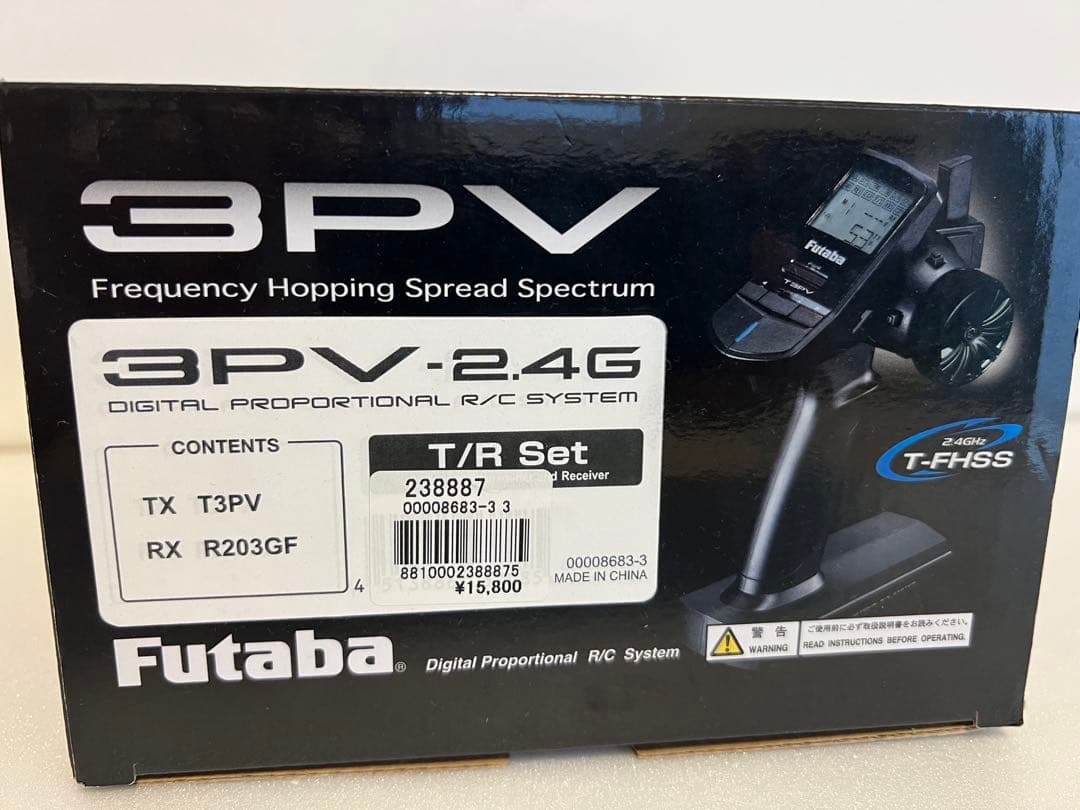 3PV
Frequency Hopping Spread Spectrum
3PV-2.4G
DIGITAL PROPORTIONAL R/C SYSTEM
CONTENTS
TX T3PV
RX R203GF
4
T/R Set
Receiver
238887
00008683-3 3
8810002388875
¥15,800
00008683-3
MADE IN CHINA
Futaba
T3PV
2.4GHz
T-FHSS
Futaba®
Digital Proportional R/C System
警告
WARNING
ご使用前に必ず取扱説明書をお読みください。
READ INSTRUCTIONS BEFORE OPERATING.